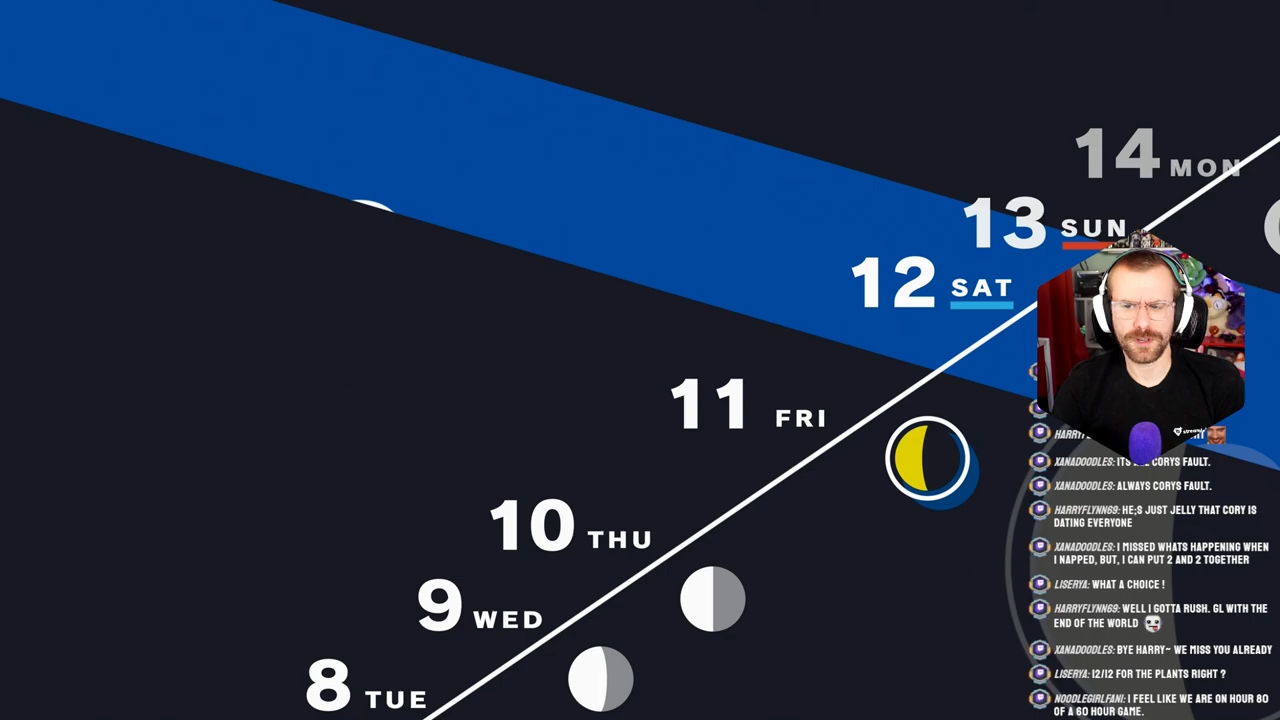 14 MON
13 SUN
12 SAT
11 FRI
10 THU
9 WED
8 TUE
XANADOODLES: ITS CORYS FAULT.
XANADOODLES: ALWAYS CORYS FAULT.
HARRYFLYNN69: HE;S JUST JELLY THAT CORY IS
DATING EVERYONE
XANADOODLES: I MISSED WHATS HAPPENING WHEN
I NAPPED, BUT, I CAN PUT 2 AND 2 TOGETHER
LISERYA: WHAT A CHOICE !
HARRYFLYNN69: WELL I GOTTA RUSH. GL WITH THE
END OF THE WORLD
XANADOODLES: BYE HARRY~ WE MISS YOU ALREADY
LISERYA: 12/12 FOR THE PLANTS RIGHT ?
NOODLEGIRLFANI: I FEEL LIKE WE ARE ON HOUR 80
OF A 60 HOUR GAME.